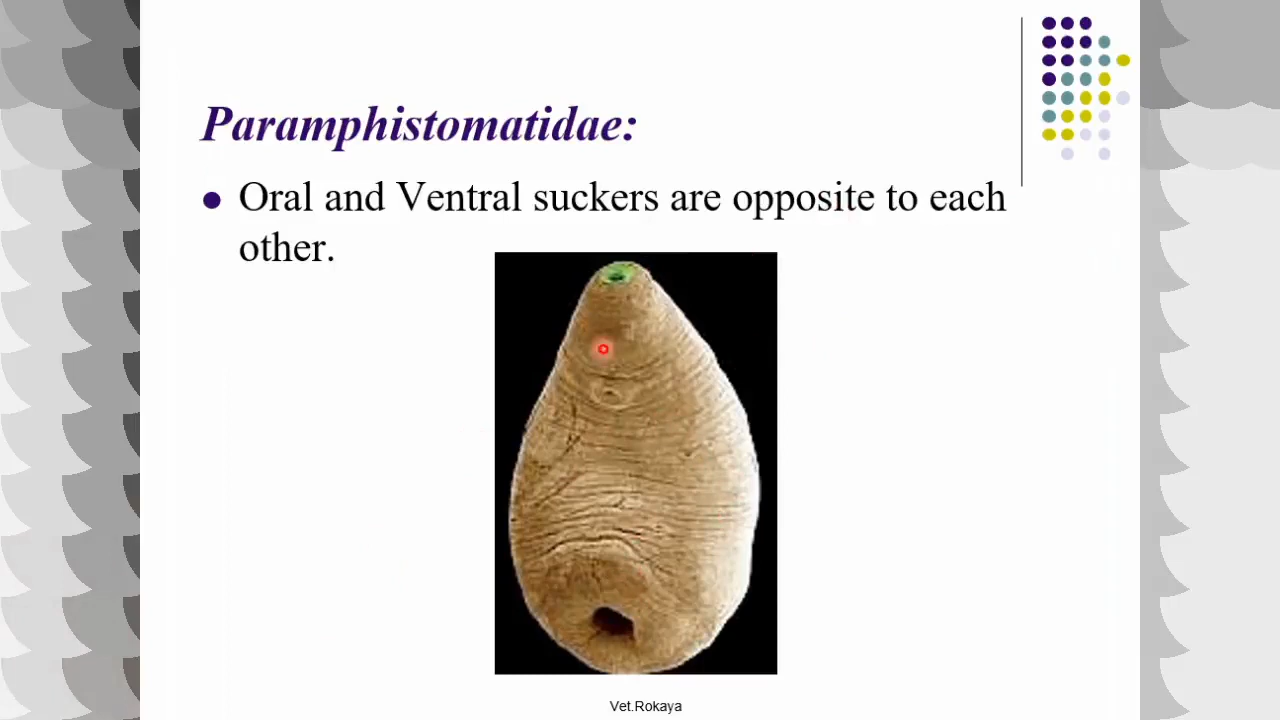 Paramphistomatidae:
Oral and Ventral suckers are opposite to each
other.
Vet.Rokaya